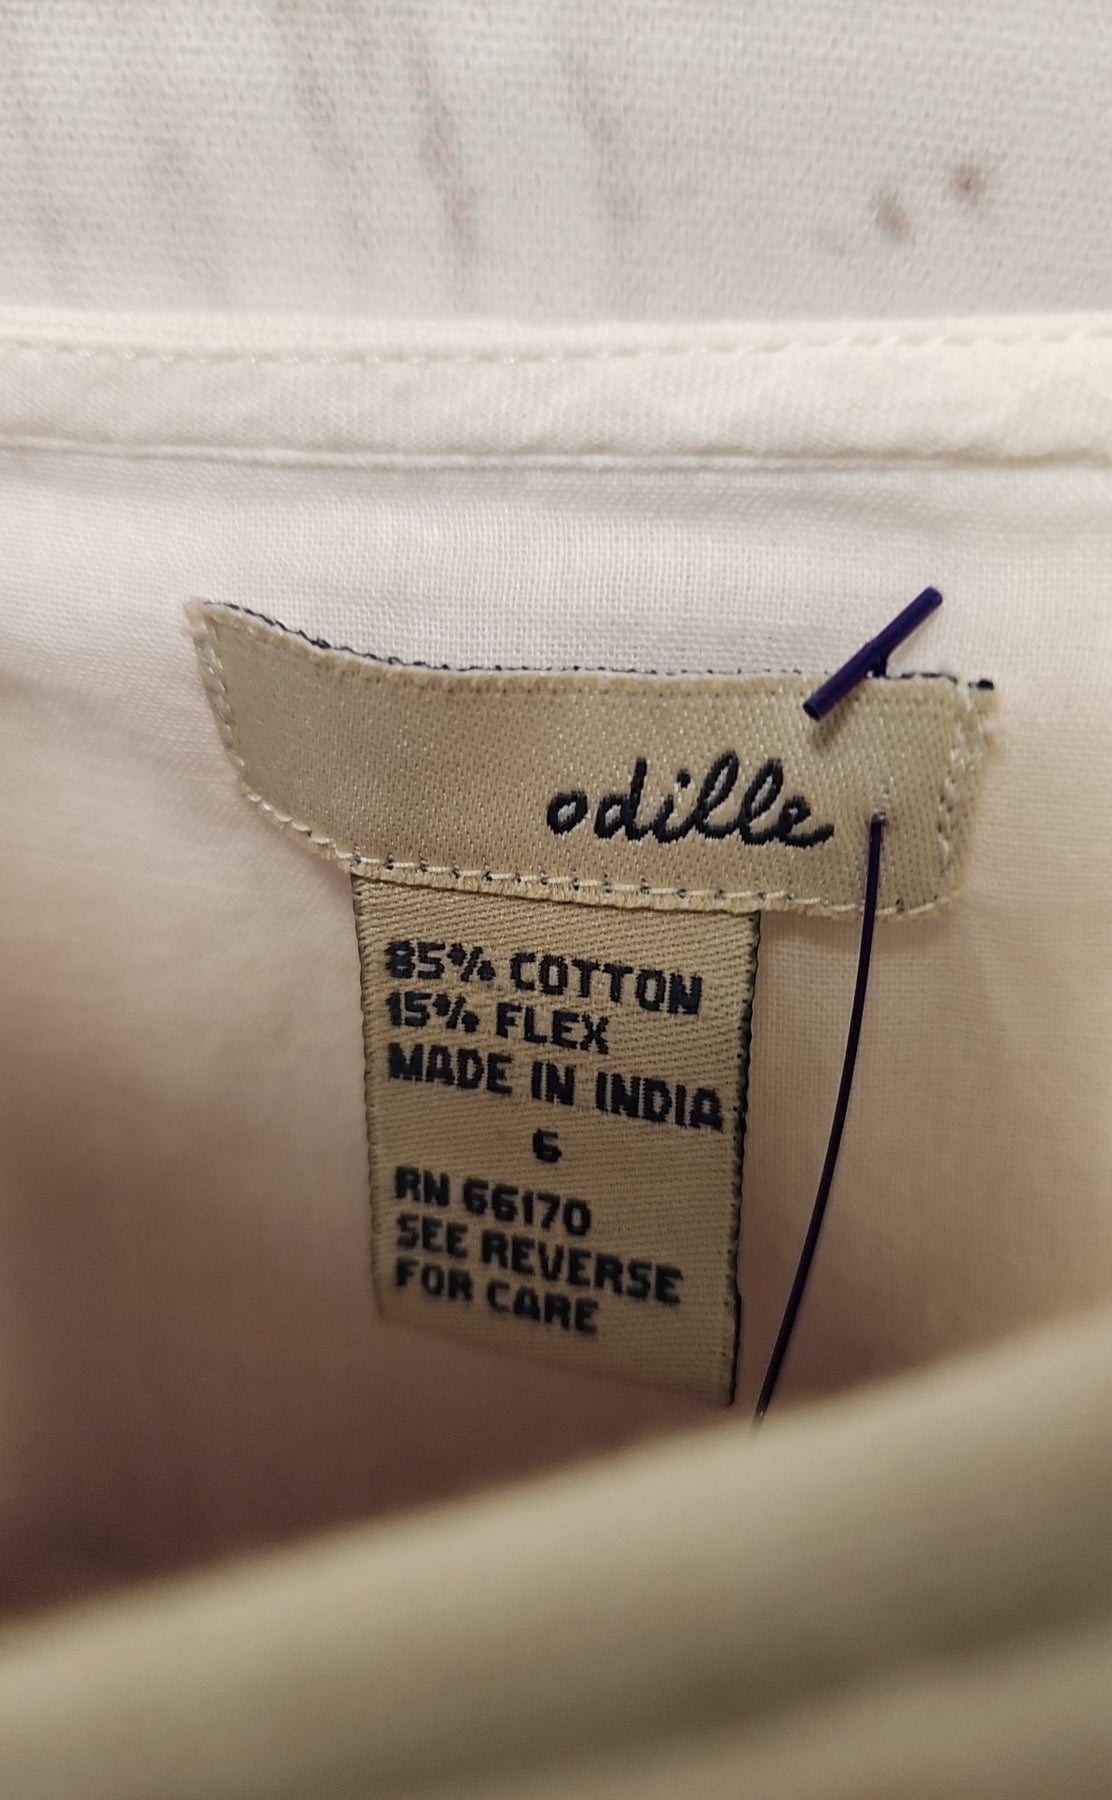 odille
85% COTTON
15% FLEX
MADE IN INDIA
6
RN 66170
SEE REVERSE
FOR CARE